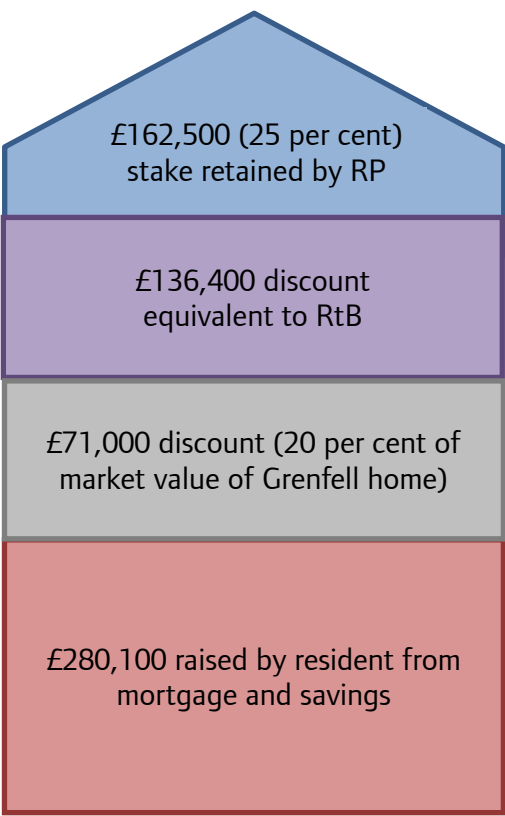 £162,500 (25 per cent)
stake retained by RP
£136,400 discount
equivalent to RtB
£71,000 discount (20 per cent of
market value of Grenfell home)
£280,100 raised by resident from
mortgage and savings